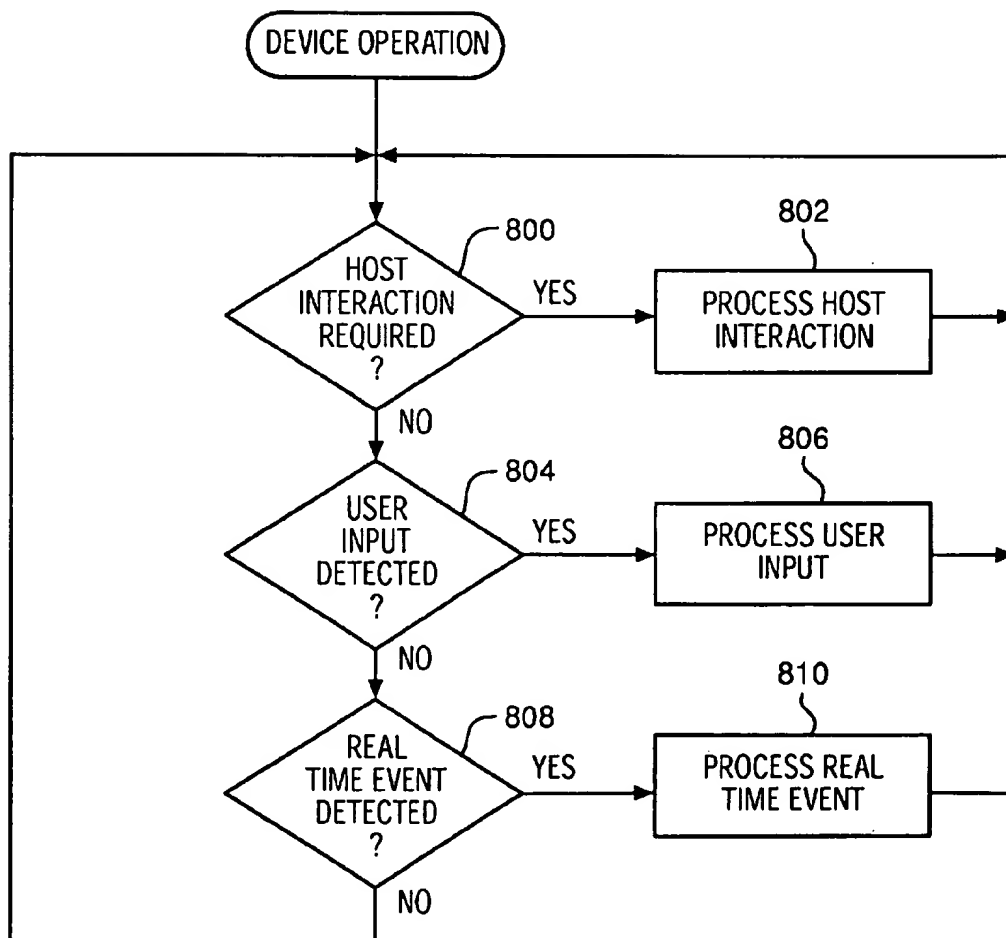 DEVICE OPERATION
800
HOST
INTERACTION
REQUIRED
?
YES
802
PROCESS HOST
INTERACTION
NO
804
USER
INPUT
DETECTED
?
YES
806
PROCESS USER
INPUT
NO
808
REAL
TIME EVENT
DETECTED
?
YES
810
PROCESS REAL
TIME EVENT
NO